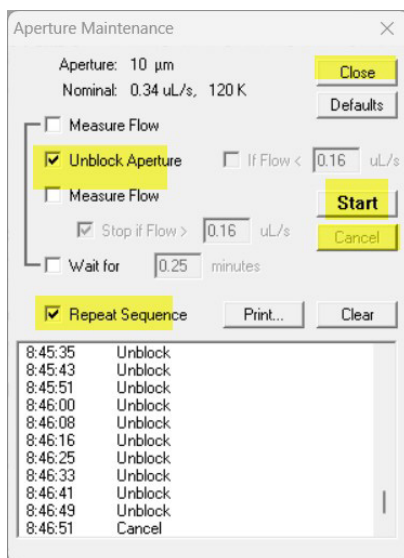 Aperture Maintenance
Aperture: 10 µm
Close
Nominal: 0.34 uL/s, 120 K
Defaults
Measure Flow
Unblock Aperture If Flow < 0.16 uL/s
Measure Flow
Start
Stop if Flow > 0.16 uL/s
Cancel
Wait for 0.25 minutes
Repeat Sequence Print... Clear
8:45:35 Unblock
8:45:43 Unblock
8:45:51 Unblock
8:46:00 Unblock
8:46:08 Unblock
8:46:16 Unblock
8:46:25 Unblock
8:46:33 Unblock
8:46:41 Unblock
8:46:49 Unblock
8:46:51 Cancel